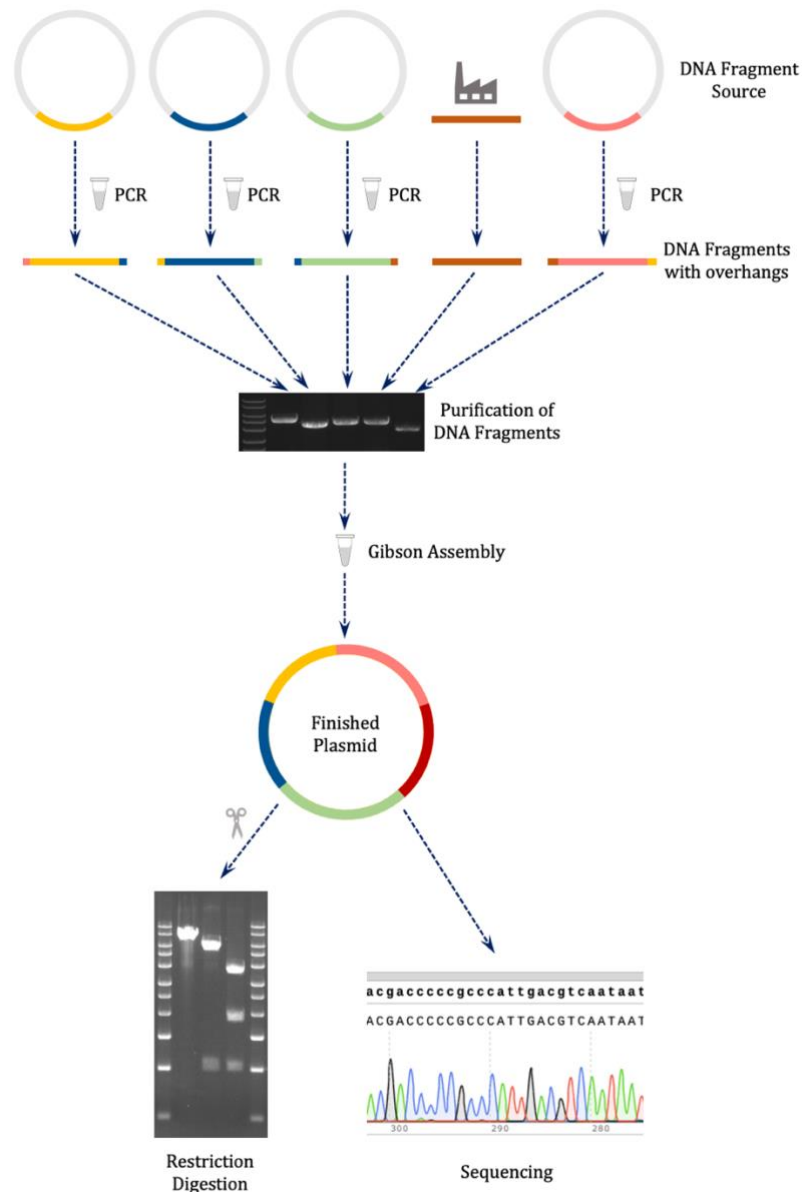 DNA Fragment
Source
PCR
PCR
PCR
PCR
DNA Fragments
with overhangs
Purification of
DNA Fragments
Gibson Assembly
Finished
Plasmid
acgacccccgcccattgacgtcaataat
ACGACCCCCGCCCATTGACGTCAATAAT
300 290 280
Restriction
Digestion
Sequencing